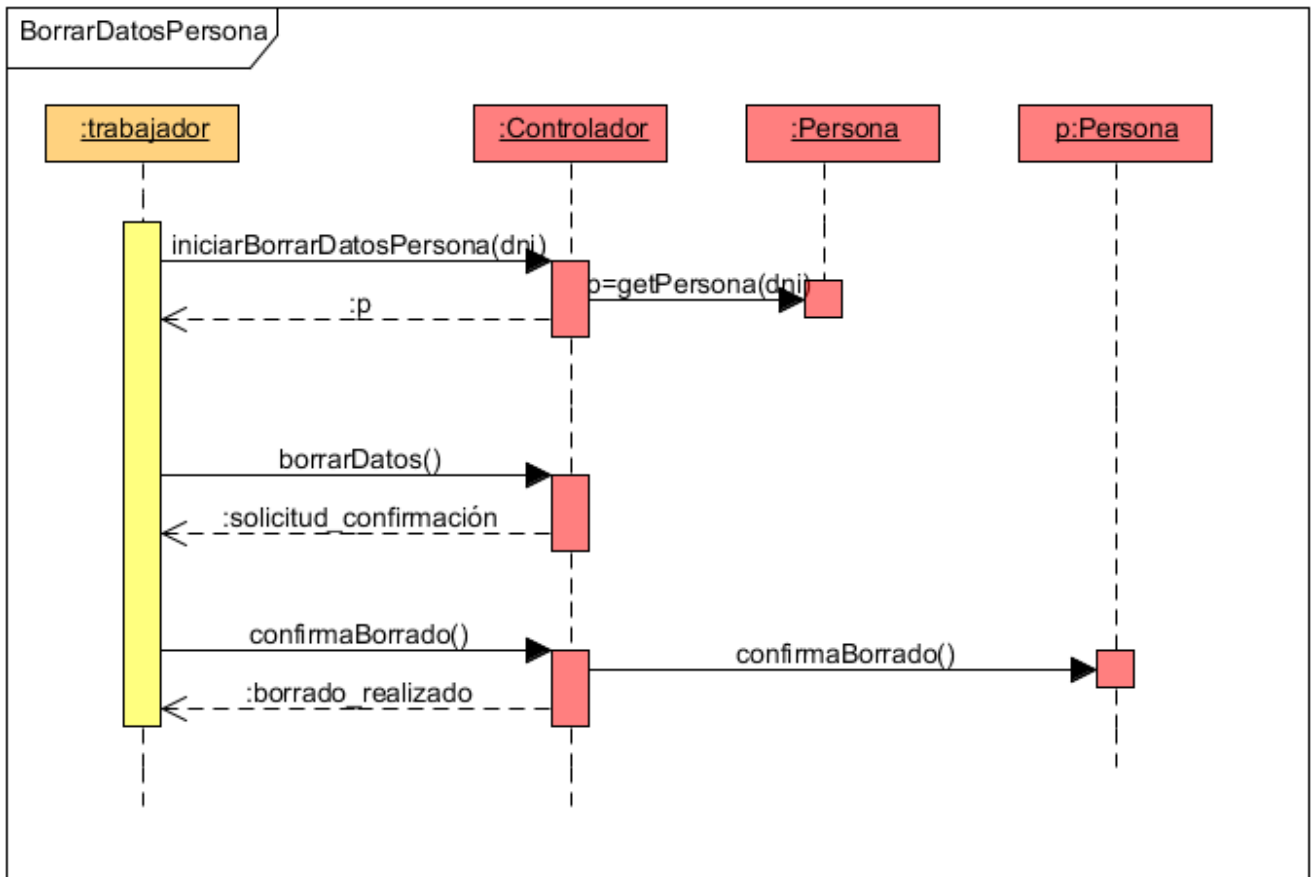 BorrarDatosPersona
:trabajador
:Controlador
:Persona
p:Persona
iniciarBorrarDatosPersona(dni)
p=getPersona(dni)
:p
borrarDatos()
:solicitud_confirmación
confirmaBorrado()
confirmaBorrado()
:borrado_realizado